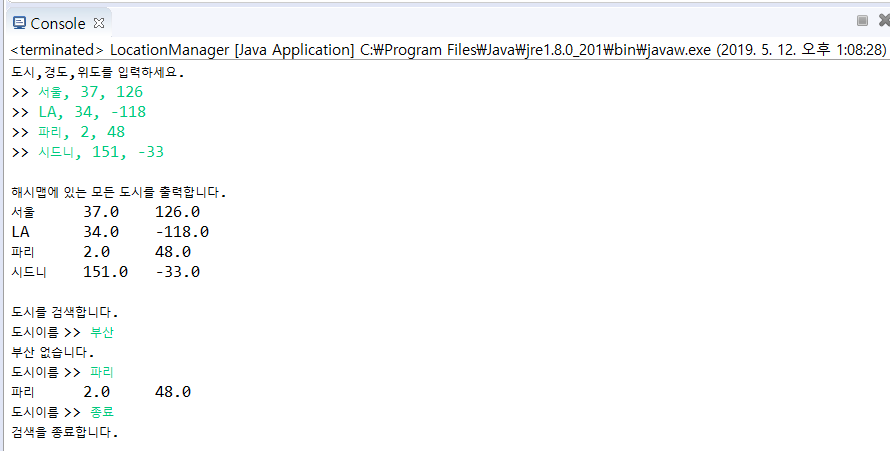 Console
<terminated> LocationManager [Java Application] C:₩Program Files₩Java₩jre1.8.0_201₩bin₩javaw.exe (2019. 5. 12. 오후 1:08:28)
도시,경도,위도를 입력하세요.
>> 서울, 37, 126
>> LA, 34, -118
>> 파리, 2, 48
>> 시드니, 151, -33
해시맵에 있는 모든 도시를 출력합니다.
서울 37.0 126.0
LA 34.0 -118.0
파리 2.0 48.0
시드니 151.0 -33.0
도시를 검색합니다.
도시이름 >> 부산
부산 없습니다.
도시이름 >> 파리
파리 2.0 48.0
도시이름 >> 종료
검색을 종료합니다.